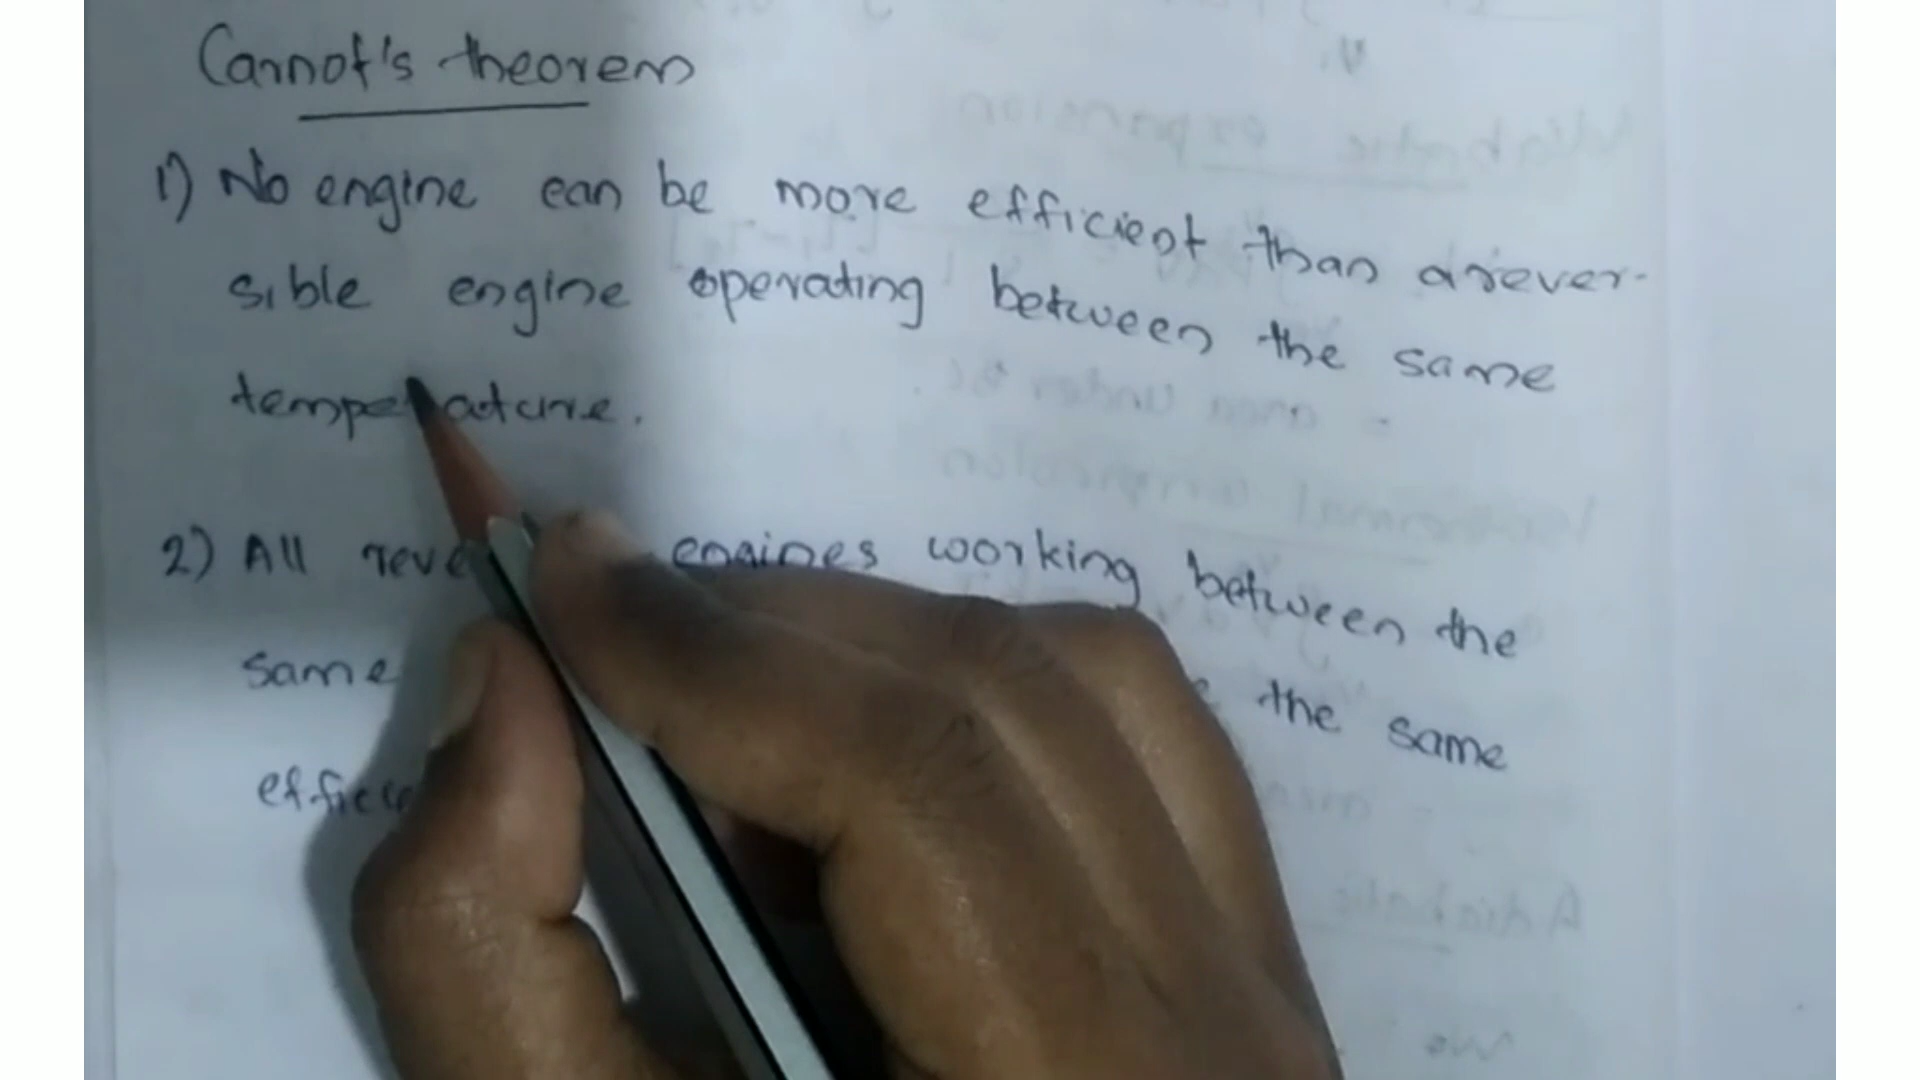 Carnot's theorem
1) No engine can be more efficient than a rever-
sible engine operating between the same
temperature.
2) All engines working between the
same the same